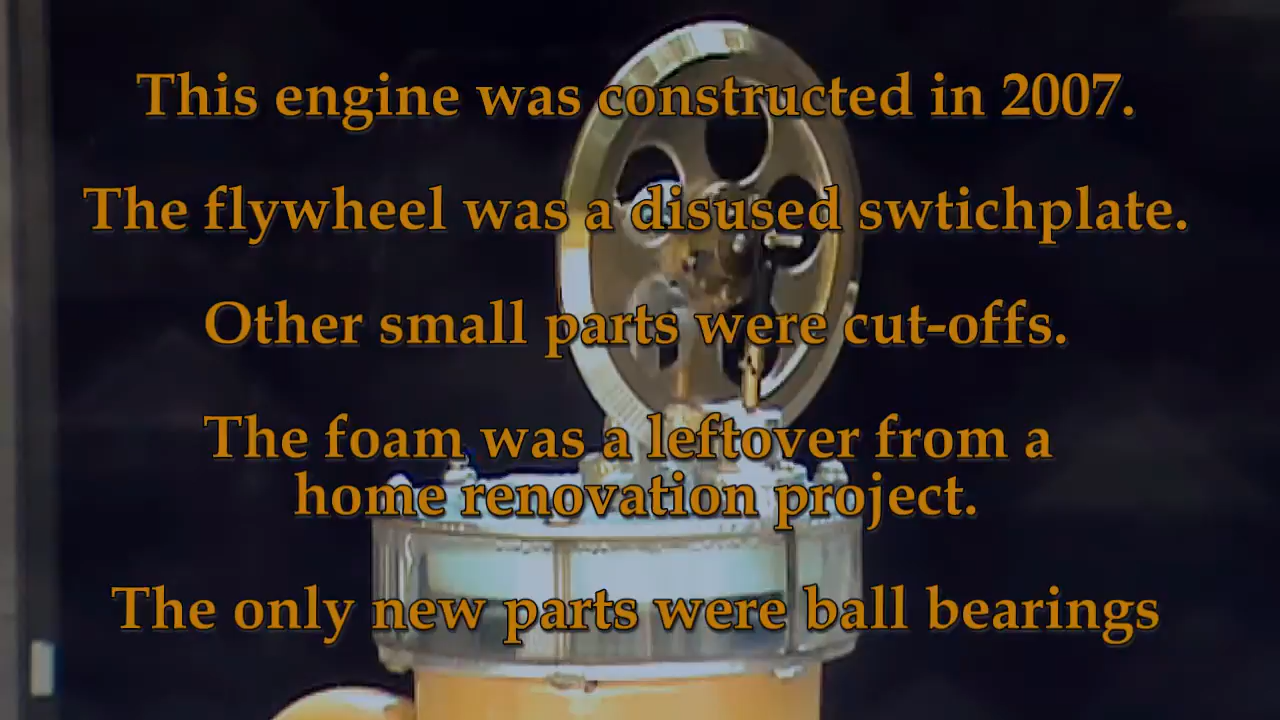 This engine was constructed in 2007.
The flywheel was a disused swtichplate.
Other small parts were cut-offs.
The foam was a leftover from a
home renovation project.
The only new parts were ball bearings